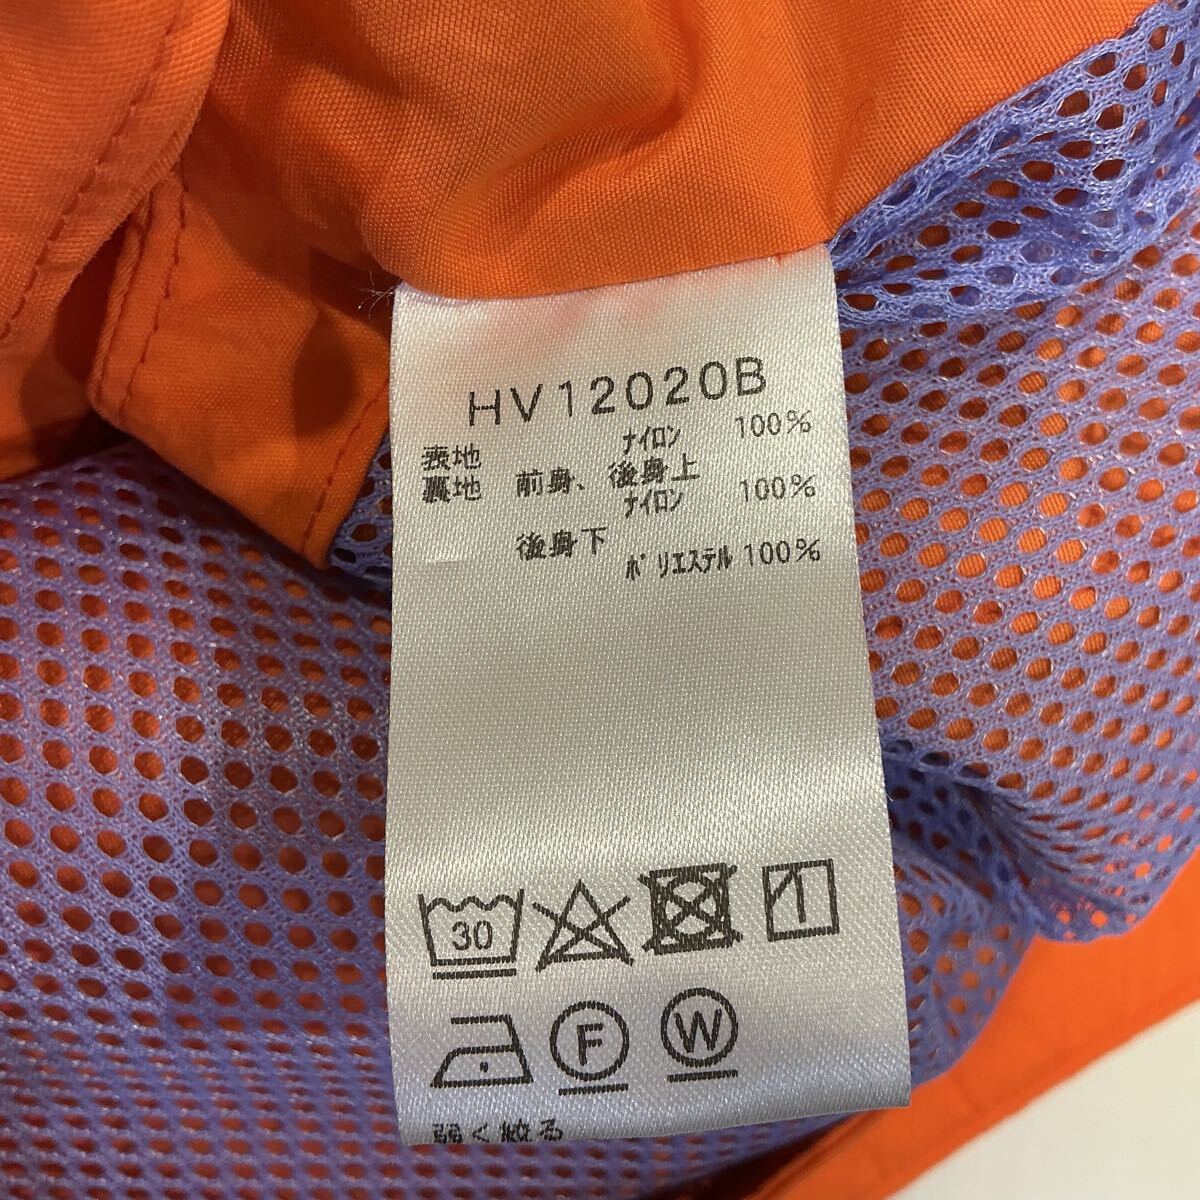 HV12020B
表地 ナイロン 100%
裏地 前身、後身上
ナイロン 100%
後身下
ポリエステル 100%
30
F W
弱く絞る